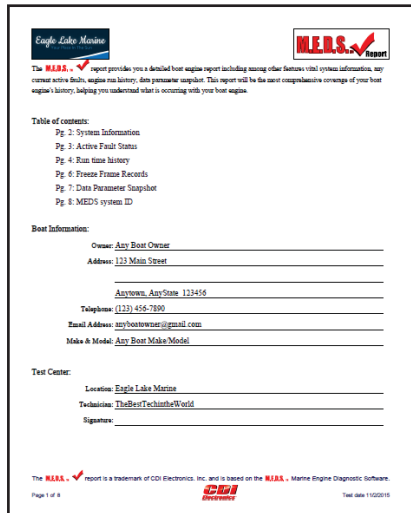 Eagle Lake Marine
M.E.D.S.™
Report
The M.E.D.S.™ report provides you a detailed boat engine report including among other features vital system information, any
current active faults, engine run history, data parameter snapshot. This report will be the most comprehensive coverage of your boat
engine's history, helping you understand what is occurring with your boat engine.
Table of contents:
Pg. 2: System Information
Pg. 3: Active Fault Status
Pg. 4: Run time history
Pg. 6: Freeze Frame Records
Pg. 7: Data Parameter Snapshot
Pg. 8: MEDS system ID
Boat Information:
Owner: Any Boat Owner
Address: 123 Main Street
Anytown, AnyState 123456
Telephone: (123) 456-7890
Email Address: anyboatowner@gmail.com
Make & Model: Any Boat Make/Model
Test Center:
Location: Eagle Lake Marine
Technician: TheBestTechintheWorld
Signature:
The M.E.D.S.™ report is a trademark of CDI Electronics, Inc. and is based on the M.E.D.S.™ Marine Engine Diagnostic Software.
Page 1 of 8
CDI
Electronics
Test date 11/2/2015